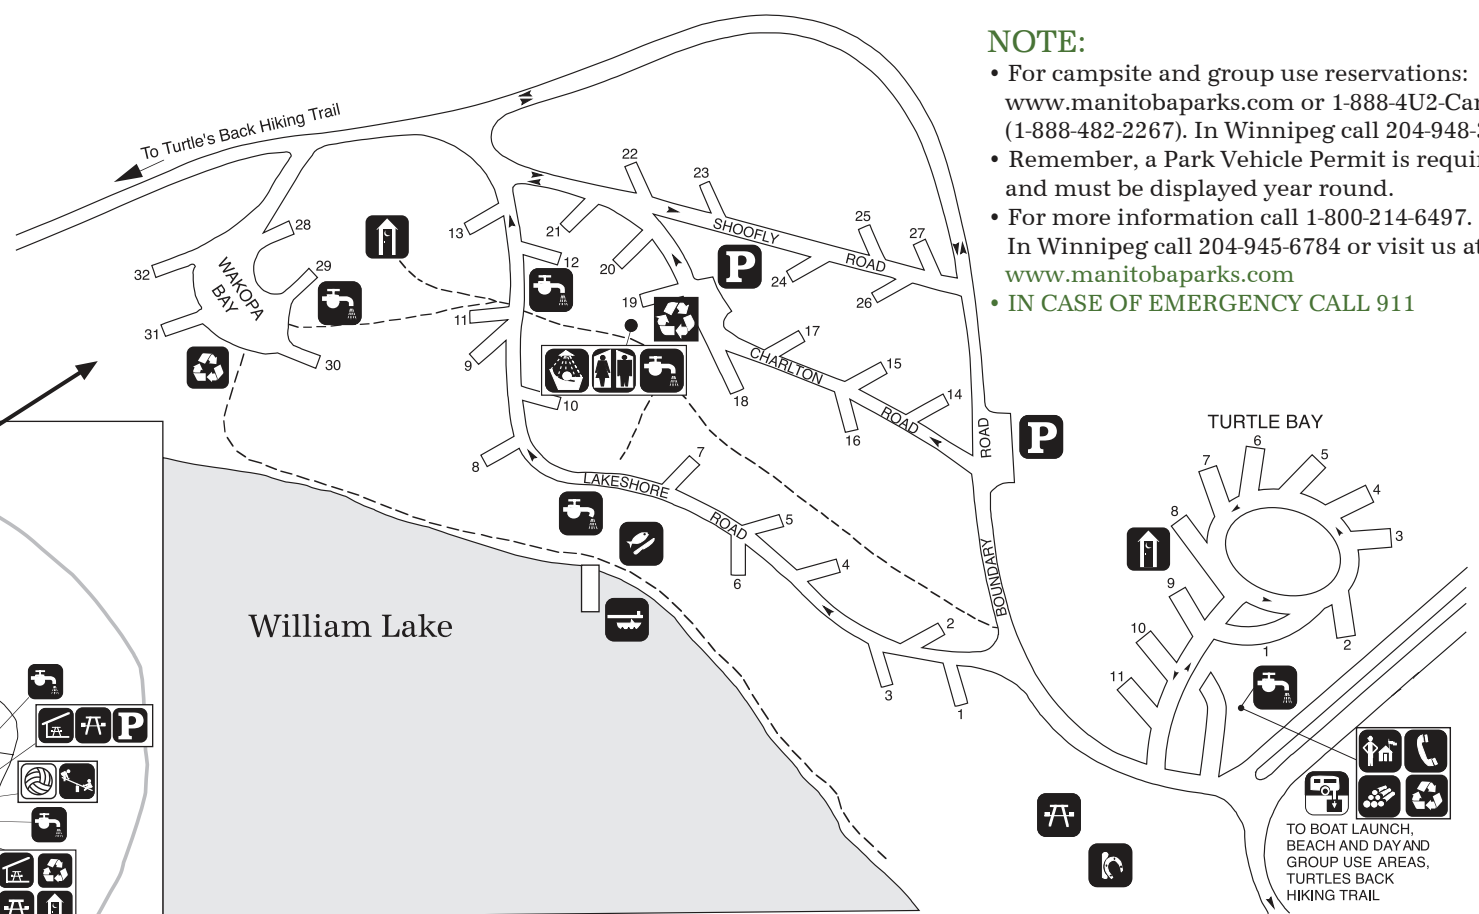 NOTE:
• For campsite and group use reservations:
www.manitobaparks.com or 1-888-4U2-Ca
(1-888-482-2267). In Winnipeg call 204-948-
• Remember, a Park Vehicle Permit is requi
and must be displayed year round.
• For more information call 1-800-214-6497.
In Winnipeg call 204-945-6784 or visit us at
www.manitobaparks.com
• IN CASE OF EMERGENCY CALL 911
To Turtle's Back Hiking Trail
22
23
13
21
28
25
27
SHOOFLY
ROAD
12
20
24
32
29
WAKOPA
BAY
P
26
19
11
31
17
30
9
CHARLTON
15
18
10
14
16
ROAD
ROAD
P
TURTLE BAY
6
5
7
8
7
4
LAKESHORE
ROAD
5
8
3
4
6
BOUNDARY
9
William Lake
2
10
1
2
11
3
1
P
TO BOAT LAUNCH,
BEACH AND DAY AND
GROUP USE AREAS,
TURTLES BACK
HIKING TRAIL